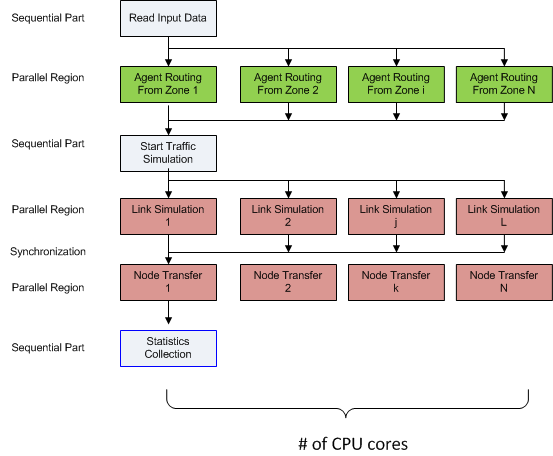 Sequential Part
Read Input Data
Parallel Region
Agent Routing
From Zone 1
Agent Routing
From Zone 2
Agent Routing
From Zone i
Agent Routing
From Zone N
Sequential Part
Start Traffic
Simulation
Parallel Region
Link Simulation
1
Link Simulation
2
Link Simulation
j
Link Simulation
L
Synchronization
Parallel Region
Node Transfer
1
Node Transfer
2
Node Transfer
k
Node Transfer
N
Sequential Part
Statistics
Collection
# of CPU cores